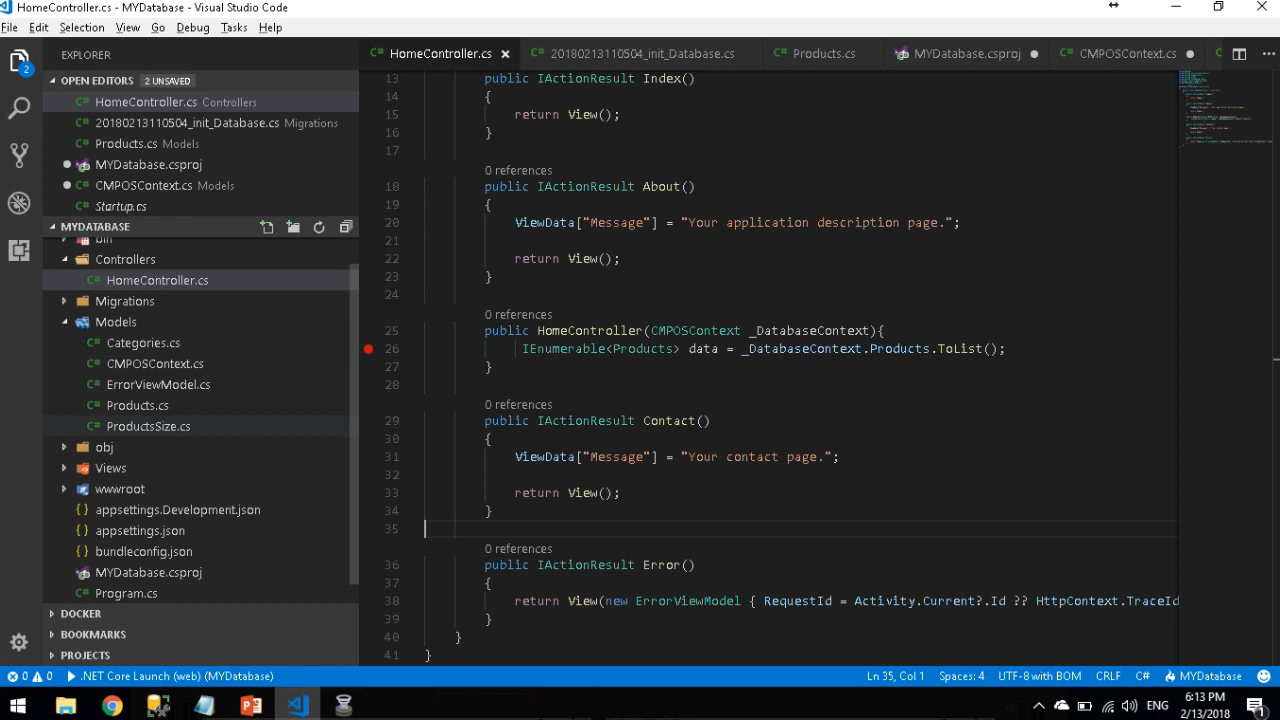 HomeController.cs - MYDatabase - Visual Studio Code
File Edit Selection View Go Debug Tasks Help
EXPLORER
HomeController.cs
20180213110504_init_Database.cs
Products.cs
MYDatabase.csproj
CMPOSContext.cs
2
OPEN EDITORS 2 UNSAVED
HomeController.cs Controllers
20180213110504_init_Database.cs Migrations
Products.cs Models
MYDatabase.csproj
CMPOSContext.cs Models
Startup.cs
MYDATABASE
bin
Controllers
HomeController.cs
Migrations
Models
Categories.cs
CMPOSContext.cs
ErrorViewModel.cs
Products.cs
ProductsSize.cs
obj
Views
wwwroot
appsettings.Development.json
appsettings.json
bundleconfig.json
MYDatabase.csproj
Program.cs
DOCKER
BOOKMARKS
PROJECTS
13 public IActionResult Index()
14 {
15 return View();
16 }
17
0 references
18 public IActionResult About()
19 {
20 ViewData["Message"] = "Your application description page.";
21
22 return View();
23 }
24
0 references
25 public HomeController(CMPOSContext _DatabaseContext){
26 IEnumerable<Products> data = _DatabaseContext.Products.ToList();
27 }
28
0 references
29 public IActionResult Contact()
30 {
31 ViewData["Message"] = "Your contact page.";
32
33 return View();
34 }
35
0 references
36 public IActionResult Error()
37 {
38 return View(new ErrorViewModel { RequestId = Activity.Current?.Id ?? HttpContext.TraceId
39 }
40 }
41 }
0 0 .NET Core Launch (web) (MYDatabase)
Ln 35, Col 1 Spaces: 4 UTF-8 with BOM CRLF C# MYDatabase
ENG
6:13 PM
2/13/2018
1